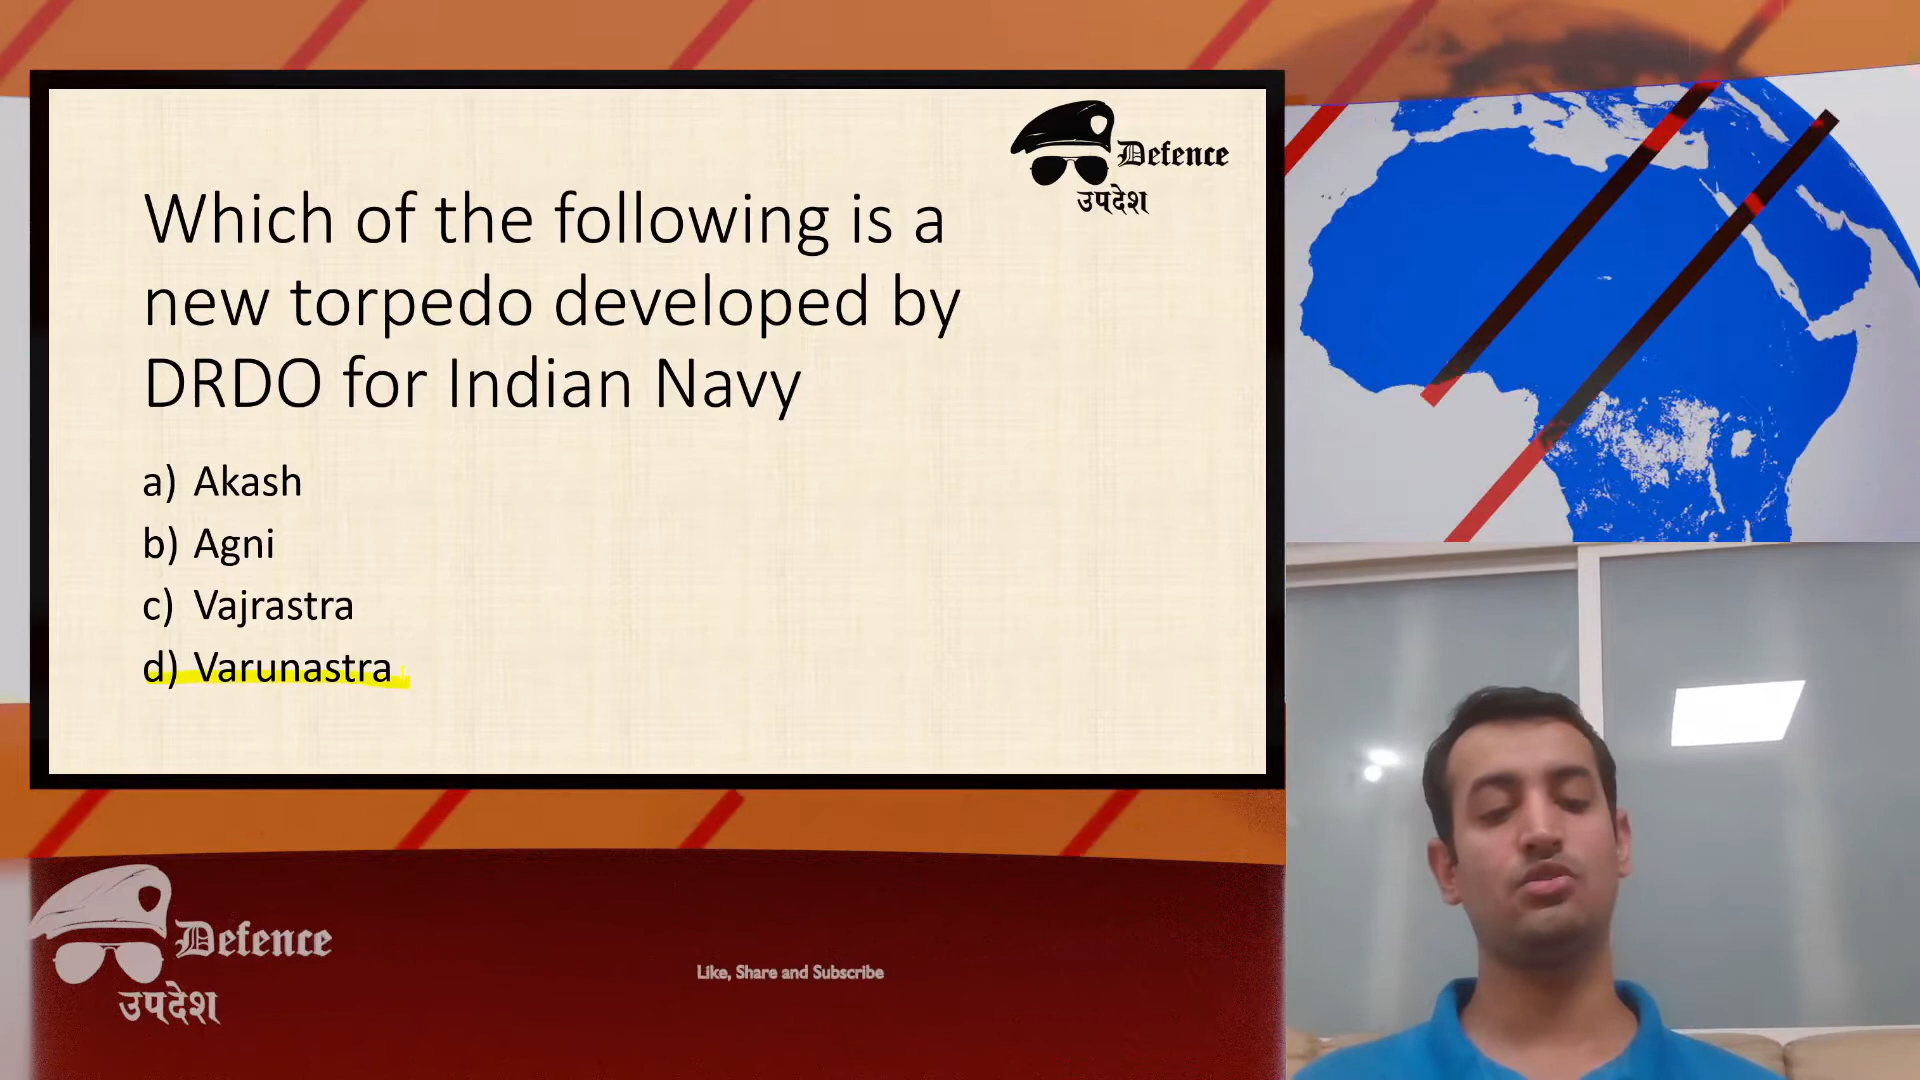 Defence
उपदेश
Which of the following is a
new torpedo developed by
DRDO for Indian Navy
a) Akash
b) Agni
c) Vajrastra
d) Varunastra
Defence
उपदेश
Like, Share and Subscribe